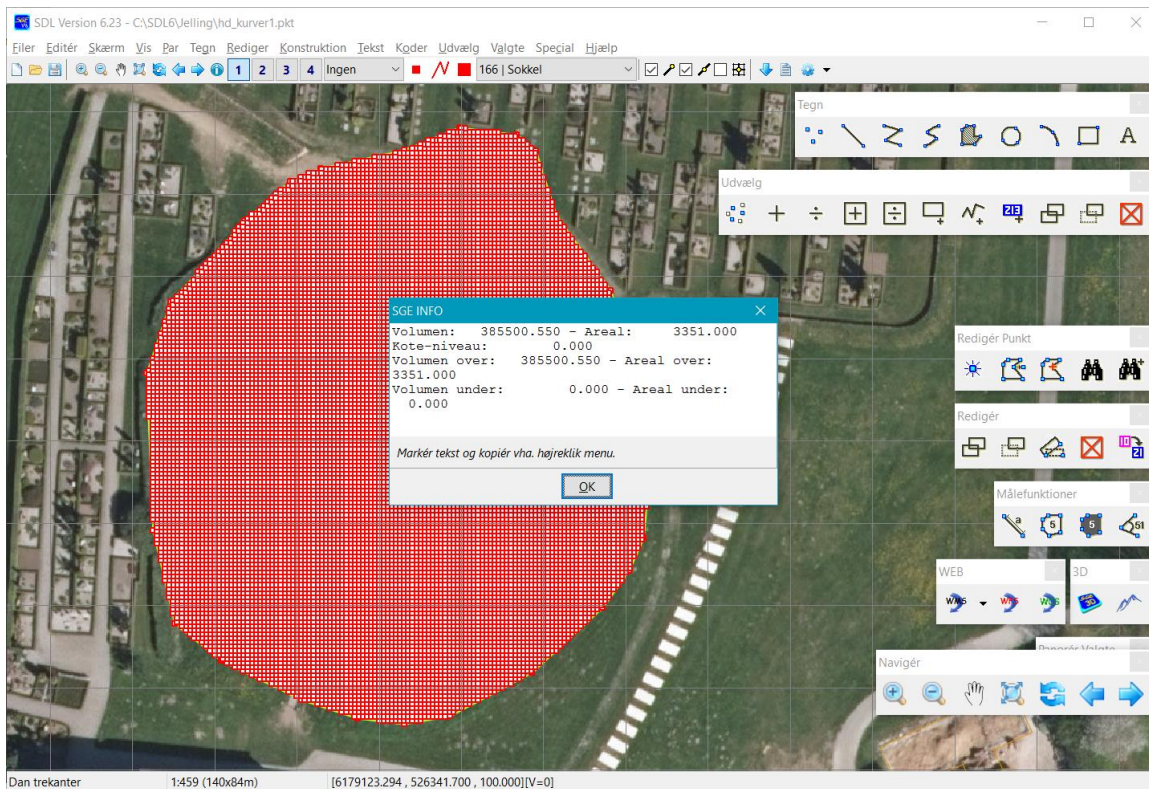 SDL Version 6.23 - C:\SDL6\Jelling\hd_kurver1.pkt
Filer Editér Skærm Vis Par Tegn Rediger Konstruktion Tekst Koder Udvælg Valgte Special Hjælp
1 2 3 4 Ingen 166 | Sokkel
Tegn
A
Udvælg
SGE INFO
Volumen: 385500.550 - Areal: 3351.000
Kote-niveau: 0.000
Volumen over: 385500.550 - Areal over:
3351.000
Volumen under: 0.000 - Areal under:
0.000
Markér tekst og kopiér vha. højreklik menu.
OK
Redigér Punkt
Redigér
Målefunktioner
a 5 5 51
WEB 3D
WMS
Navigér
Dan trekanter 1:459 (140x84m) [6179123.294 , 526341.700 , 100.000][V=0]